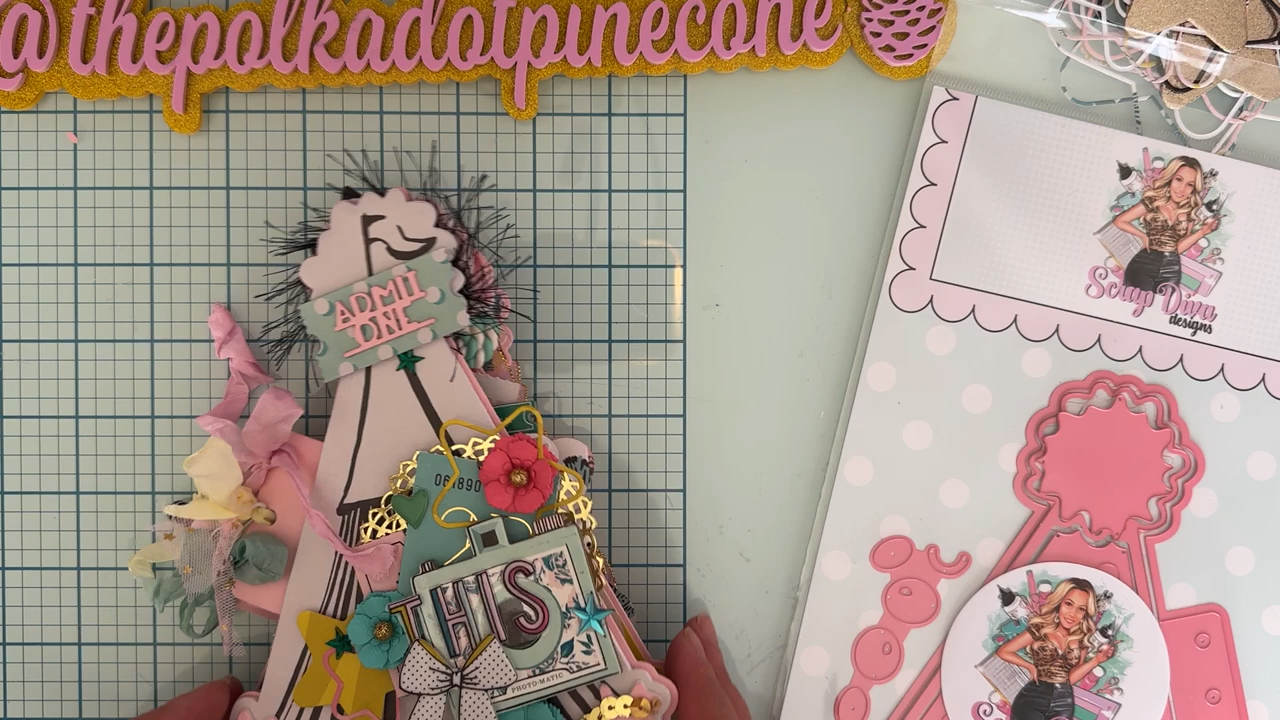 @thepolkadotpinecone
ADMIT
ONE
061890
THIS
PHOTO-MATIC
Scrap Diva
designs